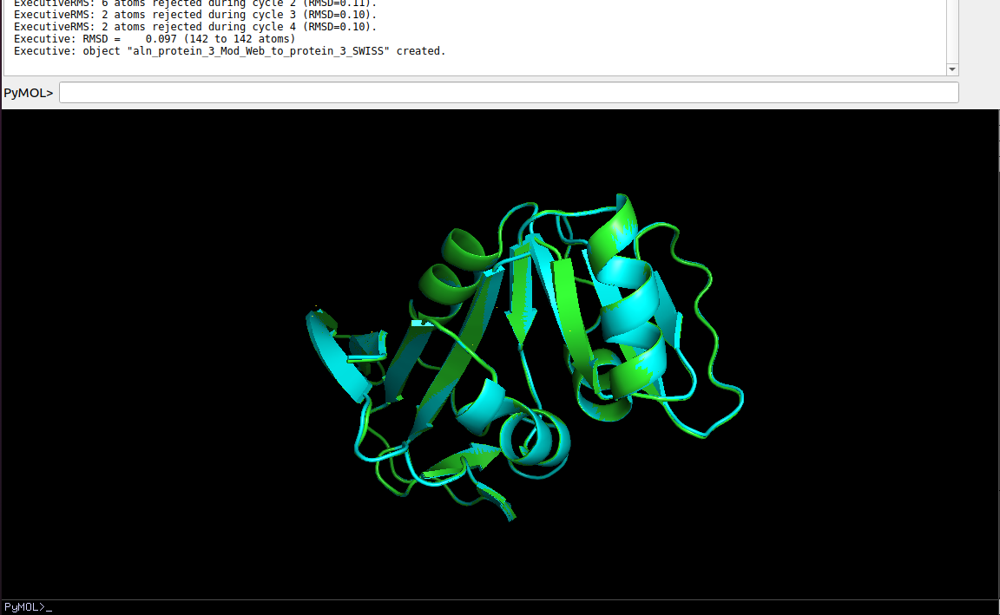 ExecutiveRMS: 6 atoms rejected during cycle 2 (RMSD=0.11).
ExecutiveRMS: 2 atoms rejected during cycle 3 (RMSD=0.10).
ExecutiveRMS: 2 atoms rejected during cycle 4 (RMSD=0.10).
Executive: RMSD =    0.097 (142 to 142 atoms)
Executive: object "aln_protein_3_Mod_Web_to_protein_3_SWISS" created.
PyMOL>
PyMOL>_